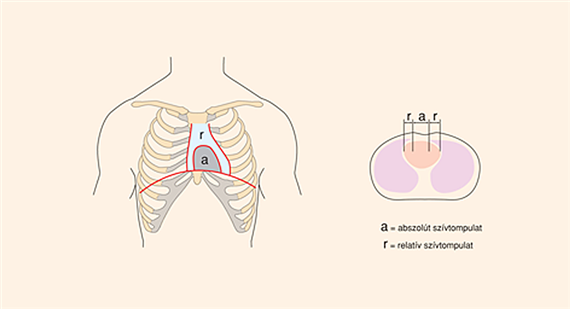 r
a
r a r
a = abszolút szívtompulat
r = relatív szívtompulat